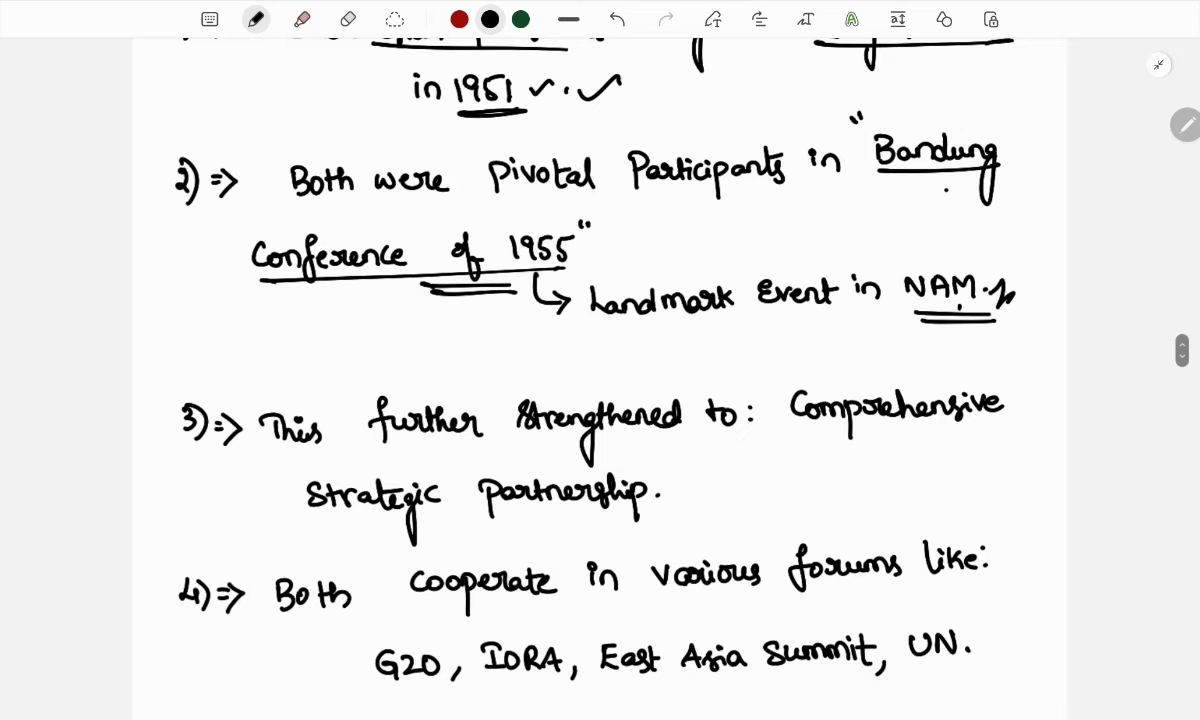 in 1951
2) => Both were Pivotal Participants in "Bandung
Conference of 1955"
Landmark Event in NAM.
3) => This further strengthened to: Comprehensive
Strategic Partnership.
4) => Both cooperate in various forums like:
G20, IORA, East Asia Summit, UN.